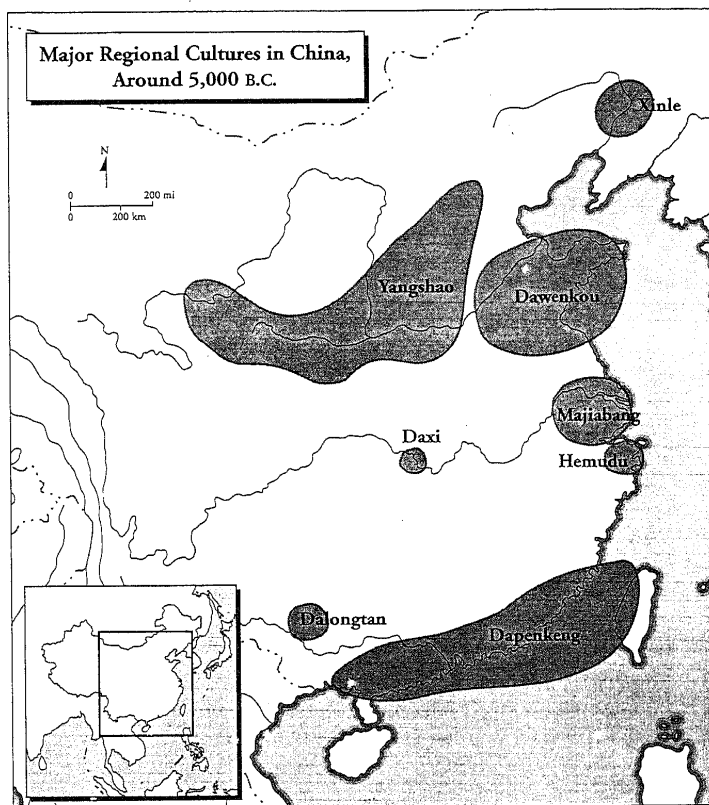 Major Regional Cultures in China,
Around 5,000 B.C.
Xinle
N
0 200 mi
0 200 km
Yangshao
Dawenkou
Majiabang
Daxi
Hemudu
Dalongtan
Dapenkeng